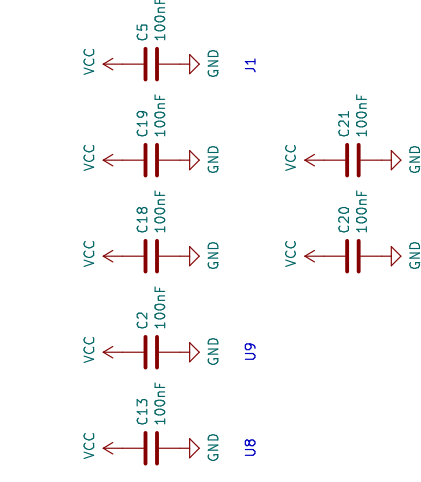 C5
100nF
VCC
GND
J1
C19
100nF
VCC
GND
C21
100nF
VCC
GND
C18
100nF
VCC
GND
C20
100nF
VCC
GND
C2
100nF
VCC
GND
U9
C13
100nF
VCC
GND
U8